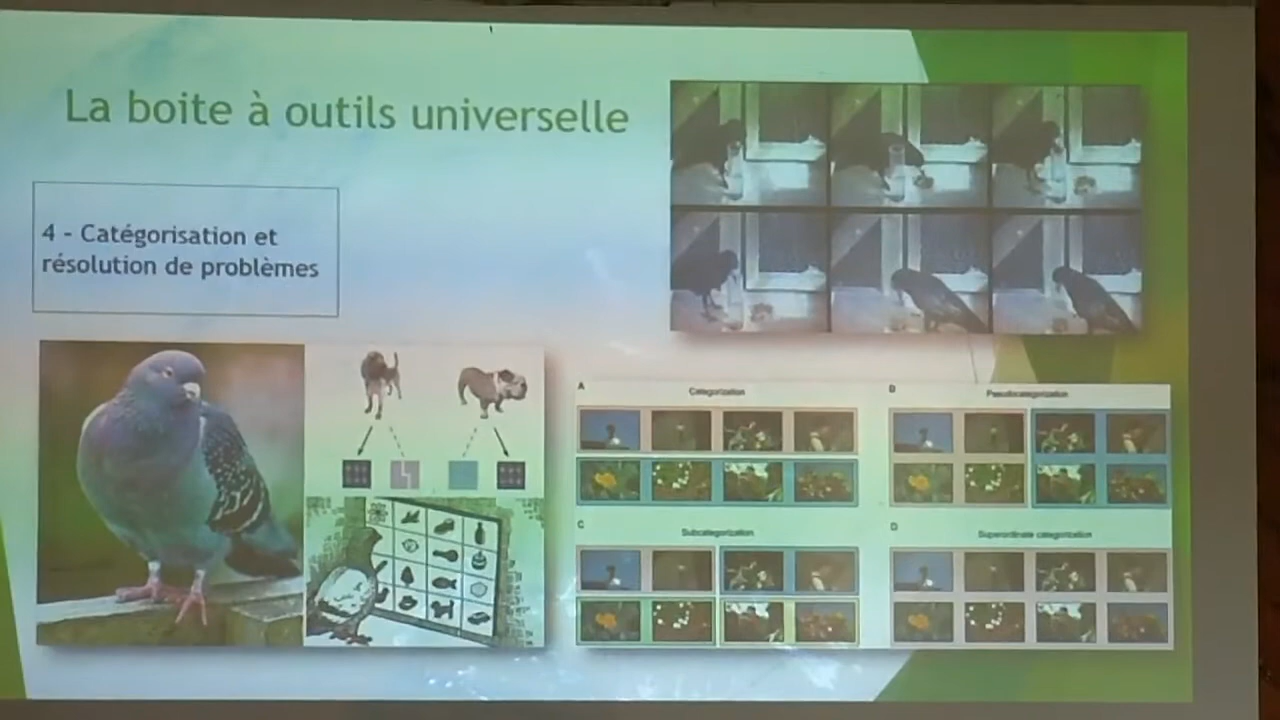 La boite à outils universelle
4 - Catégorisation et
résolution de problèmes
A
Categorization
B
Pseudocategorization
C
Subcategorization
D
Superordinate categorization